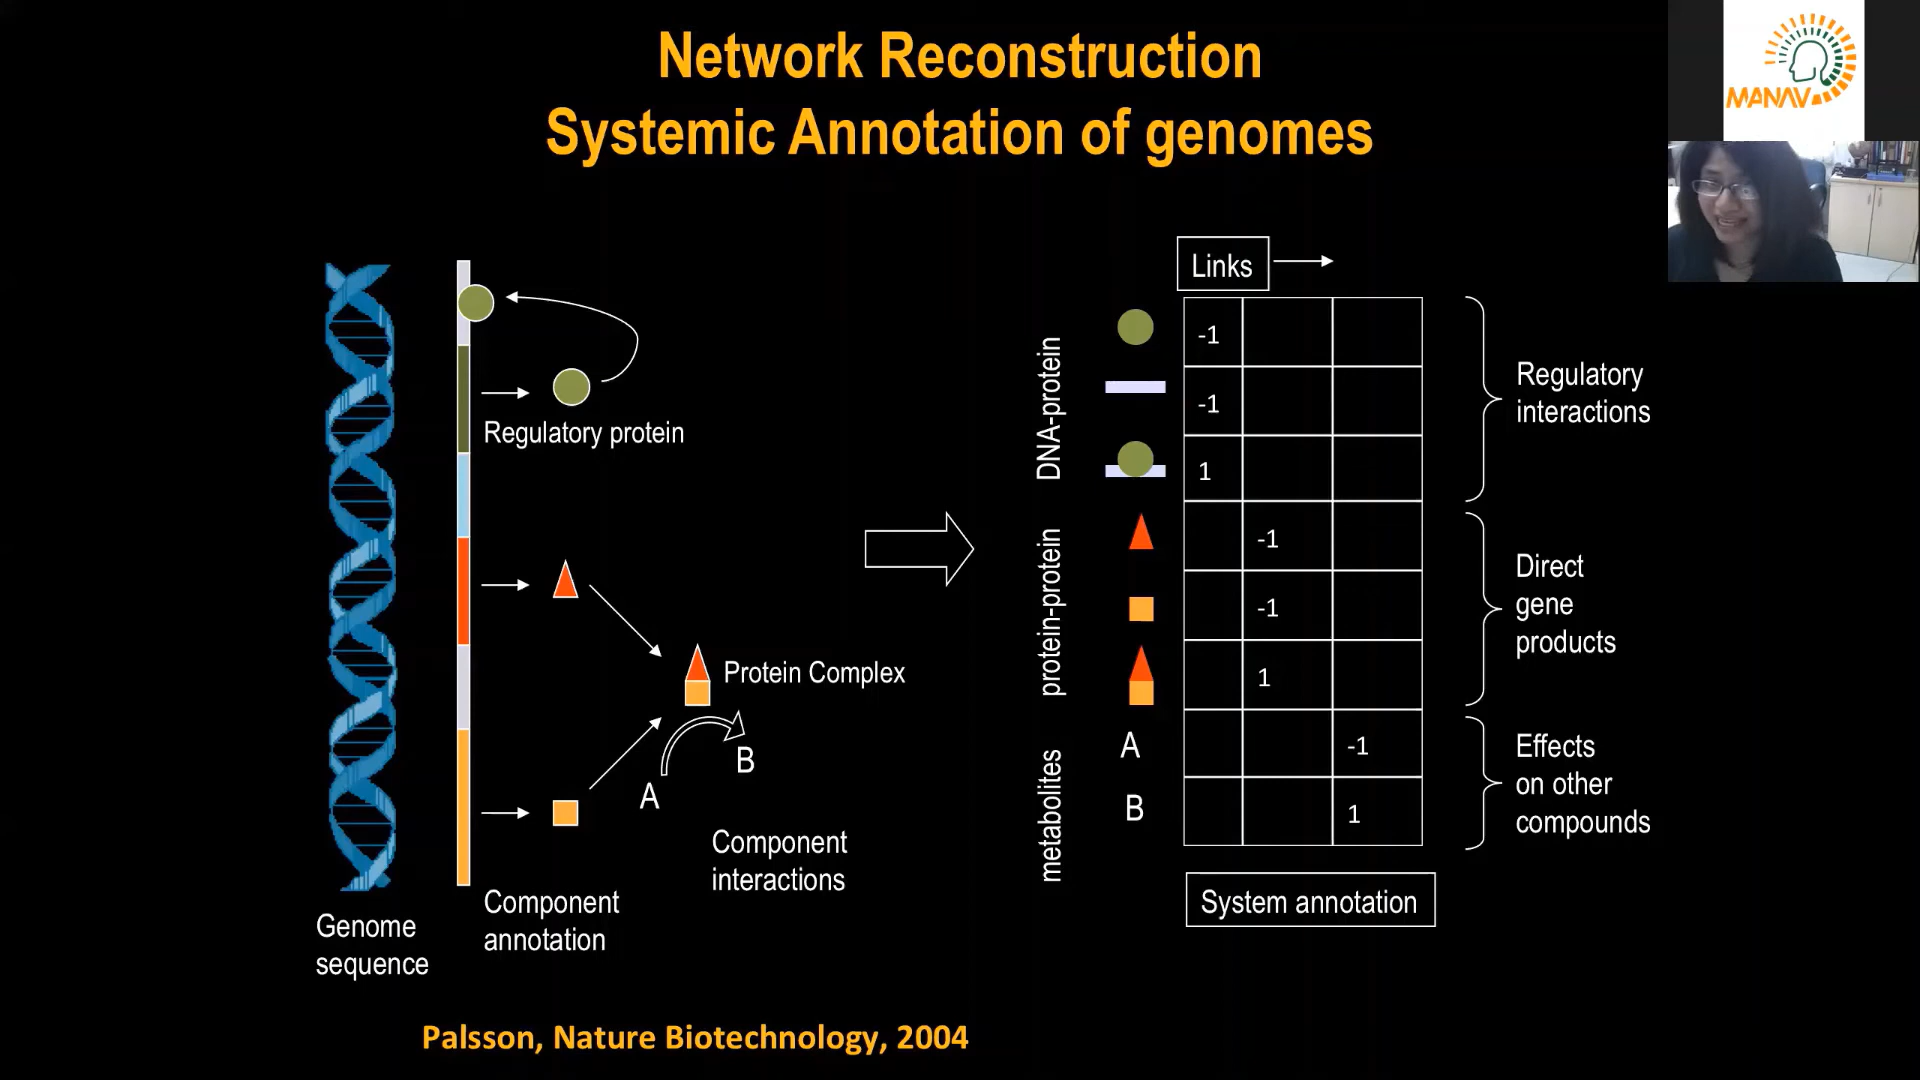 Network Reconstruction
Systemic Annotation of genomes
MANAV
Links
Regulatory protein
Protein Complex
A
B
Component
interactions
Component
annotation
Genome
sequence
DNA-protein
protein-protein
metabolites
A
B
-1
-1
1
-1
-1
1
-1
1
Regulatory
interactions
Direct
gene
products
Effects
on other
compounds
System annotation
Palsson, Nature Biotechnology, 2004